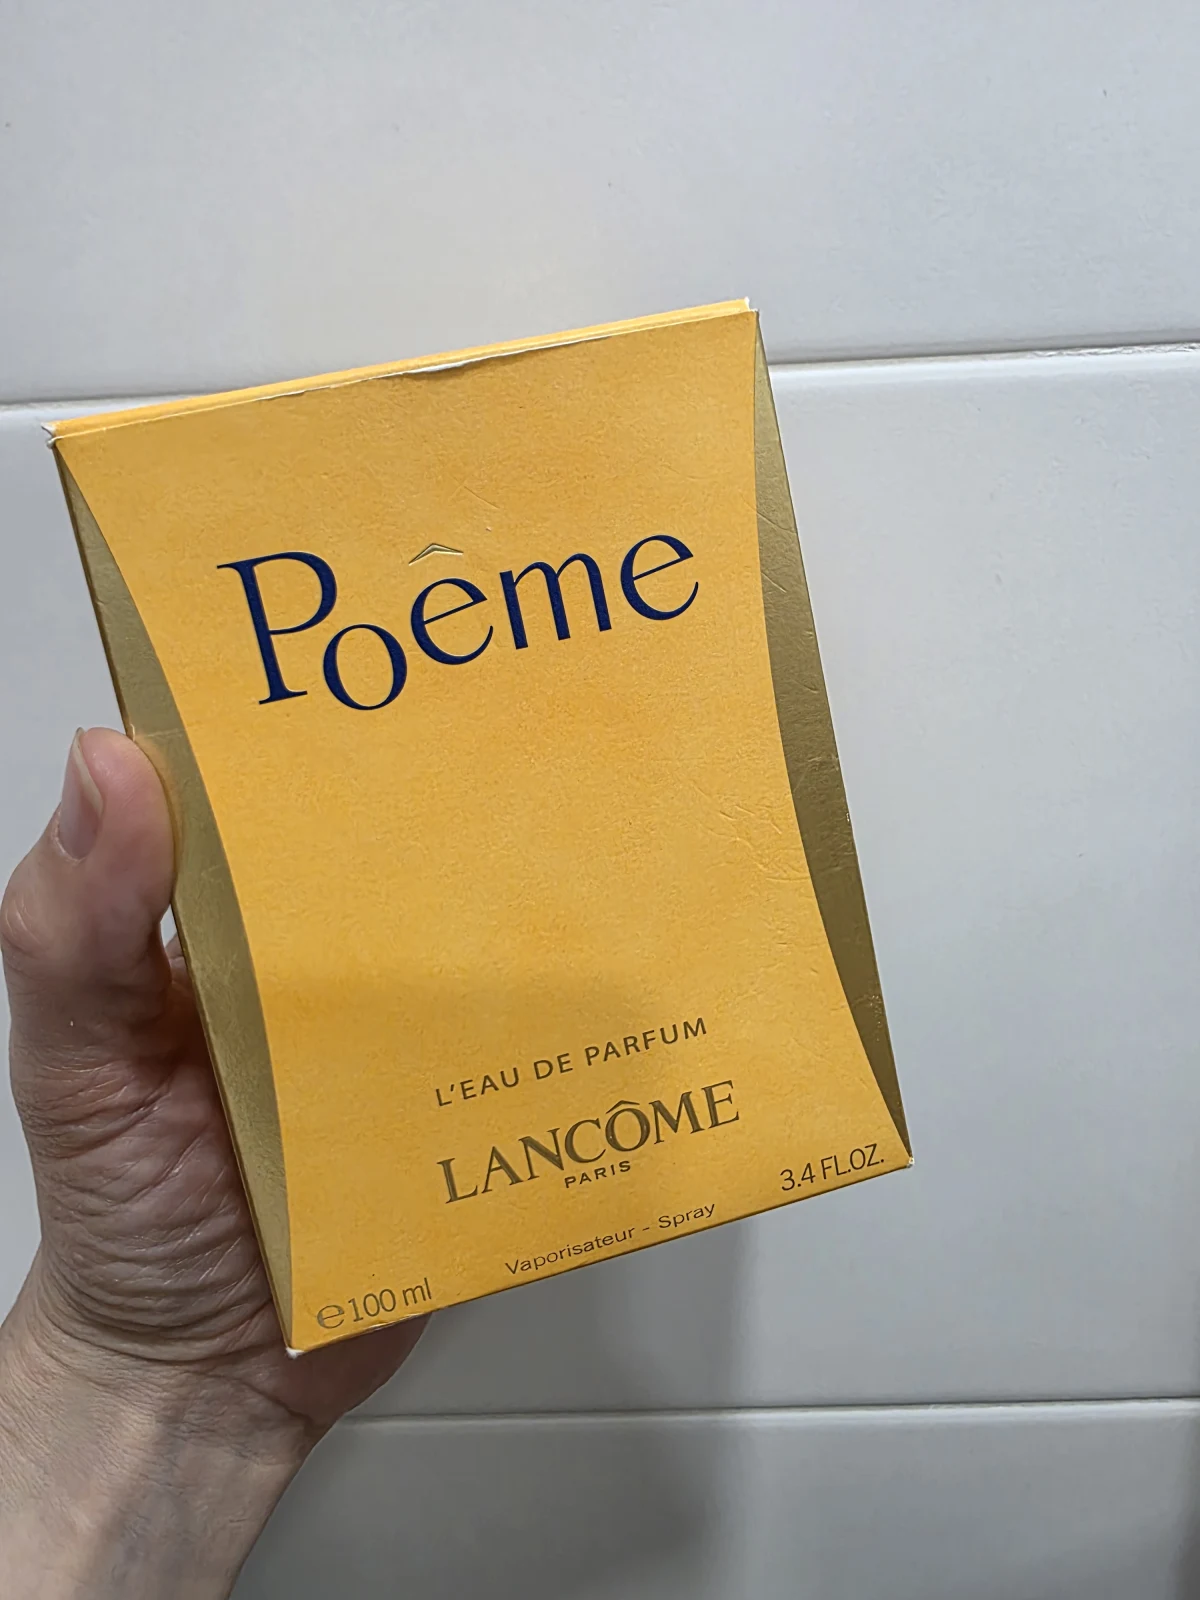 Poême
L'EAU DE PARFUM
LANCÔME
PARIS
3.4 FL.OZ.
Vaporisateur - Spray
℮100 ml